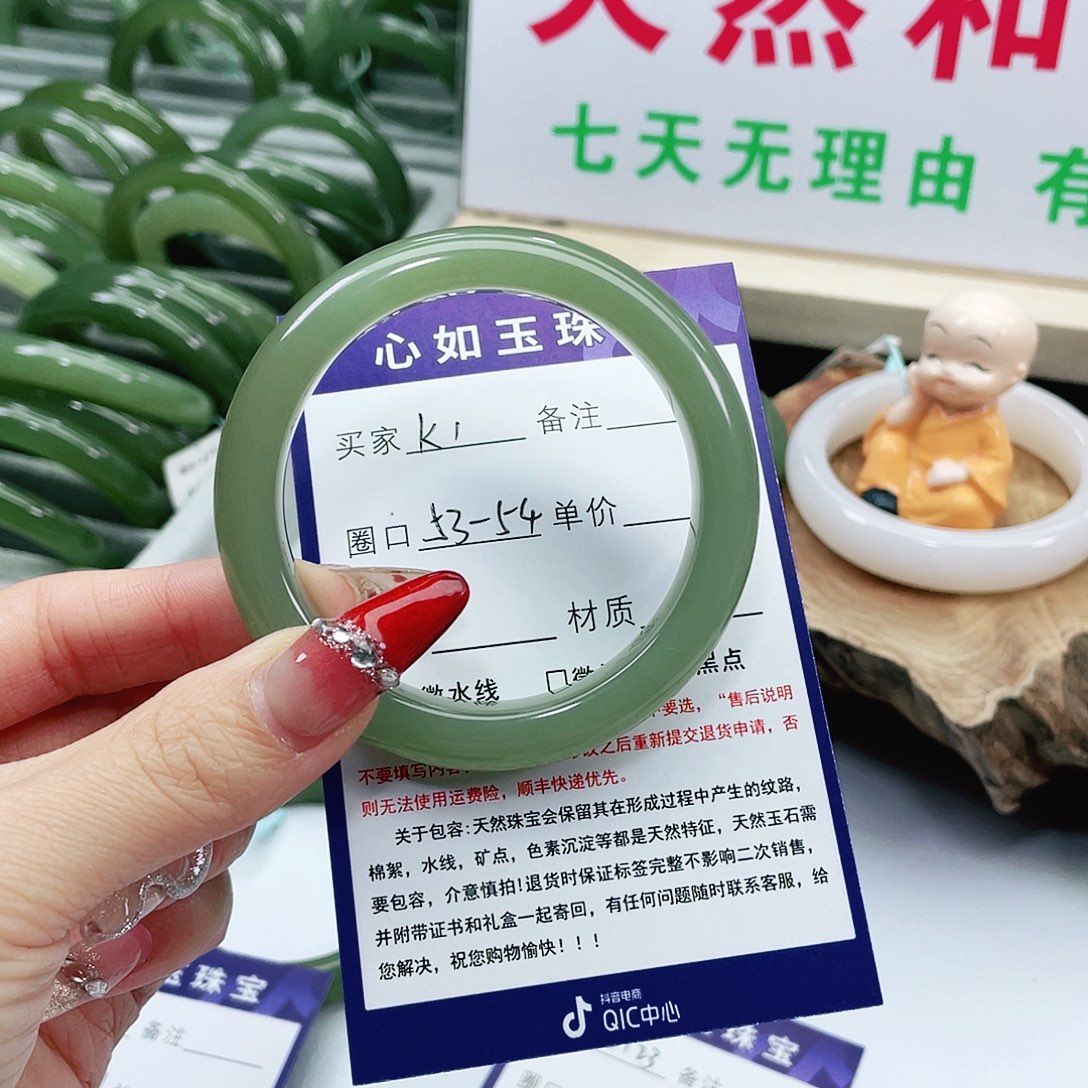 天然和
七天无理由 有
心如玉珠
买家 K1 备注
圈口 53-54 单价
材质
微水线 口微 黑点
要选，“售后说明
不要填写内容 之后重新提交退货申请，否
则无法使用运费险，顺丰快递优先。
关于包容：天然珠宝会保留其在形成过程中产生的纹路，
棉絮，水线，矿点，色素沉淀等都是天然特征，天然玉石需
要包容，介意慎拍！退货时保证标签完整不影响二次销售，
并附带证书和礼盒一起寄回，有任何问题随时联系客服，给
您解决，祝您购物愉快！！！
抖音电商
QIC中心
玉珠宝
备注
玉珠宝
圈 备注